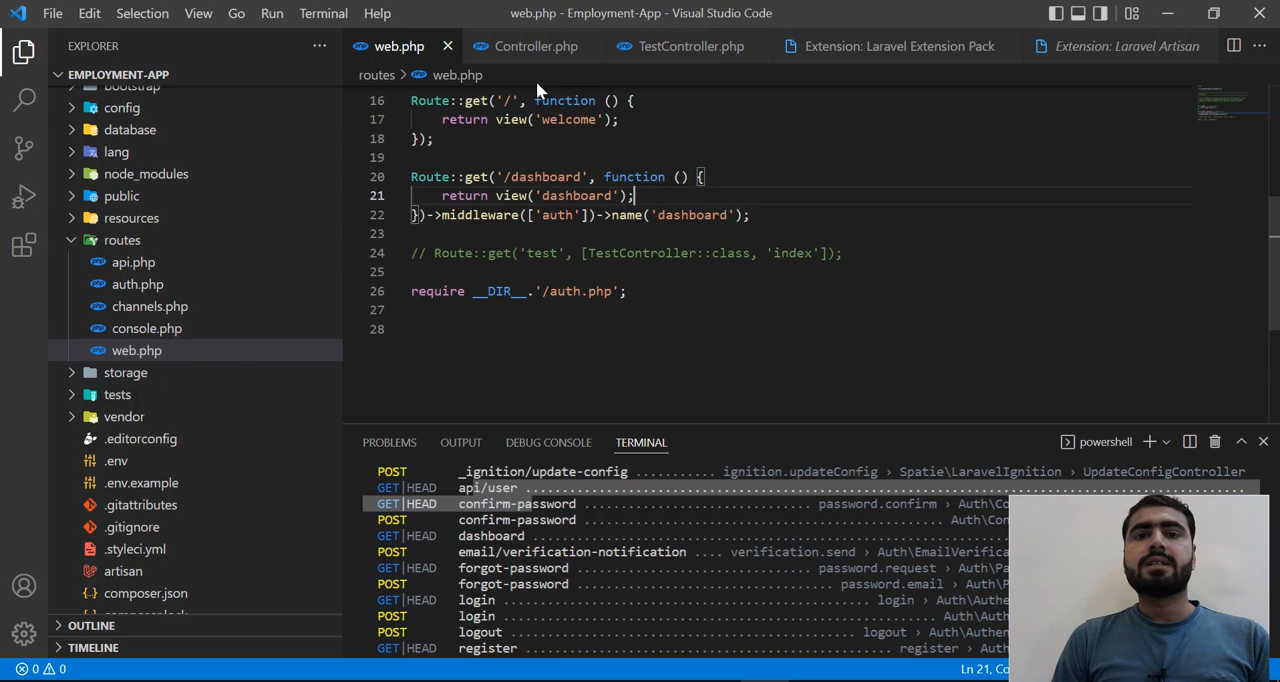 File Edit Selection View Go Run Terminal Help
web.php - Employment-App - Visual Studio Code
EXPLORER
EMPLOYMENT-APP
bootstrap
config
database
lang
node_modules
public
resources
routes
api.php
auth.php
channels.php
console.php
web.php
storage
tests
vendor
.editorconfig
.env
.env.example
.gitattributes
.gitignore
.styleci.yml
artisan
composer.json
composer.lock
OUTLINE
TIMELINE
web.php Controller.php TestController.php Extension: Laravel Extension Pack Extension: Laravel Artisan
routes > web.php
16 Route::get('/', function () {
17 return view('welcome');
18 });
19
20 Route::get('/dashboard', function () {
21 return view('dashboard');
22 })->middleware(['auth'])->name('dashboard');
23
24 // Route::get('test', [TestController::class, 'index']);
25
26 require __DIR__.'/auth.php';
27
28
PROBLEMS OUTPUT DEBUG CONSOLE TERMINAL powershell
POST _ignition/update-config ........... ignition.updateConfig › Spatie\LaravelIgnition › UpdateConfigController
GET|HEAD api/user
GET|HEAD confirm-password password.confirm › Auth\Co
POST confirm-password Auth\Con
GET|HEAD dashboard
POST email/verification-notification .... verification.send › Auth\EmailVerifica
GET|HEAD forgot-password password.request › Auth\Pa
POST forgot-password password.email › Auth\P
GET|HEAD login login › Auth\Authe
POST login Auth\Au
POST logout logout › Auth\Authen
GET|HEAD register register › Auth
0 0
Ln 21, Co